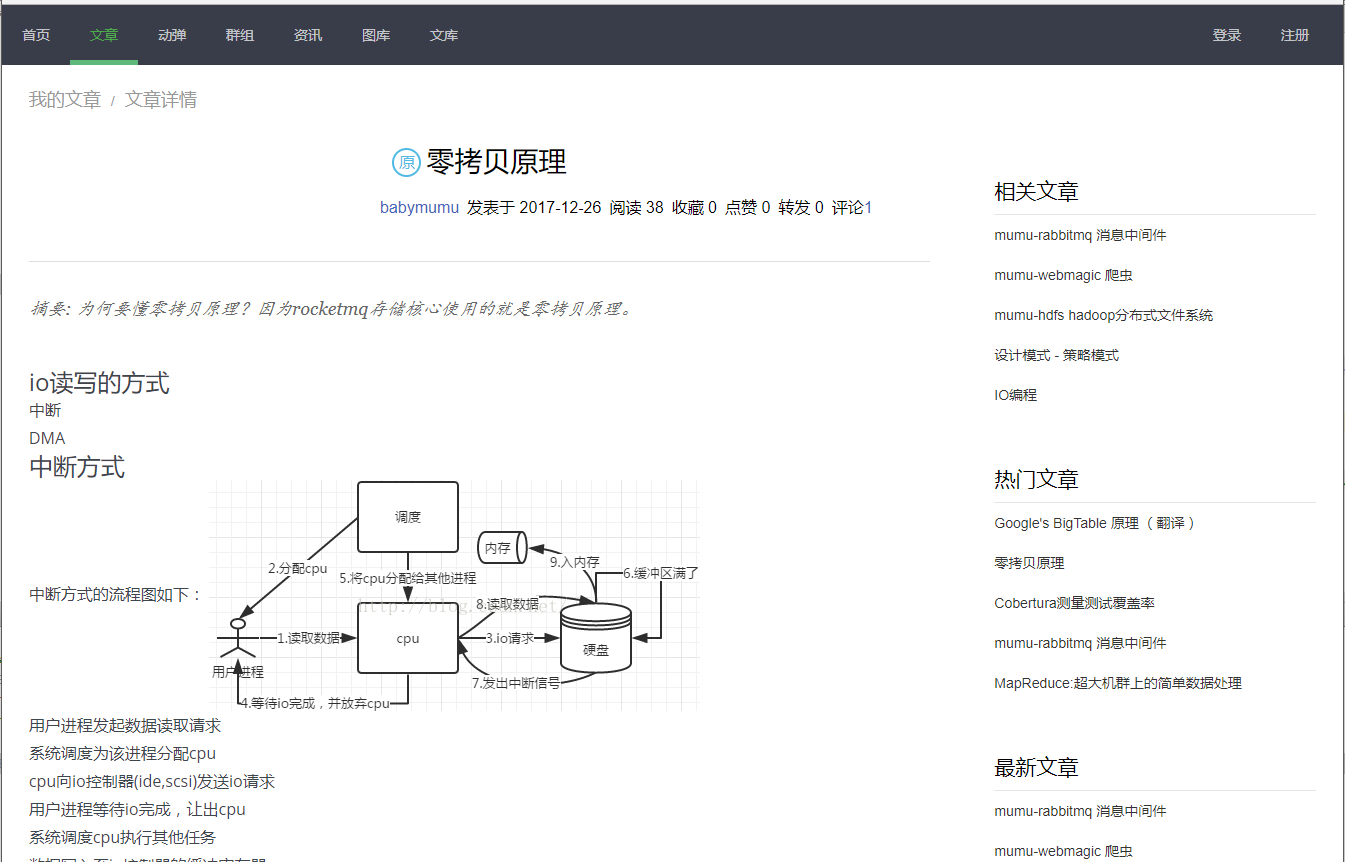 首页 文章 动弹 群组 资讯 图库 文库 登录 注册
我的文章 / 文章详情
原 零拷贝原理
babymumu 发表于 2017-12-26 阅读 38 收藏 0 点赞 0 转发 0 评论1
摘要: 为何要懂零拷贝原理？因为rocketmq存储核心使用的就是零拷贝原理。
io读写的方式
中断
DMA
中断方式
中断方式的流程图如下：
调度
内存
2.分配cpu
5.将cpu分配给其他进程
9.入内存
6.缓冲区满了
8.读取数据
1.读取数据
cpu
3.io请求
硬盘
用户进程
7.发出中断信号
4.等待io完成，并放弃cpu
用户进程发起数据读取请求
系统调度为该进程分配cpu
cpu向io控制器(ide,scsi)发送io请求
用户进程等待io完成，让出cpu
系统调度cpu执行其他任务
相关文章
mumu-rabbitmq 消息中间件
mumu-webmagic 爬虫
mumu-hdfs hadoop分布式文件系统
设计模式 - 策略模式
IO编程
热门文章
Google's BigTable 原理 （翻译）
零拷贝原理
Cobertura测量测试覆盖率
mumu-rabbitmq 消息中间件
MapReduce:超大机群上的简单数据处理
最新文章
mumu-rabbitmq 消息中间件
mumu-webmagic 爬虫